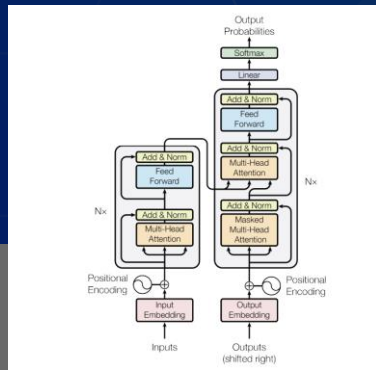 Output
Probabilities
Softmax
Linear
Add & Norm
Feed
Forward
Add & Norm
Multi-Head
Attention
Nx
Add & Norm
Masked
Multi-Head
Attention
Add & Norm
Feed
Forward
Nx
Add & Norm
Multi-Head
Attention
Positional
Encoding
Positional
Encoding
Input
Embedding
Output
Embedding
Inputs
Outputs
(shifted right)